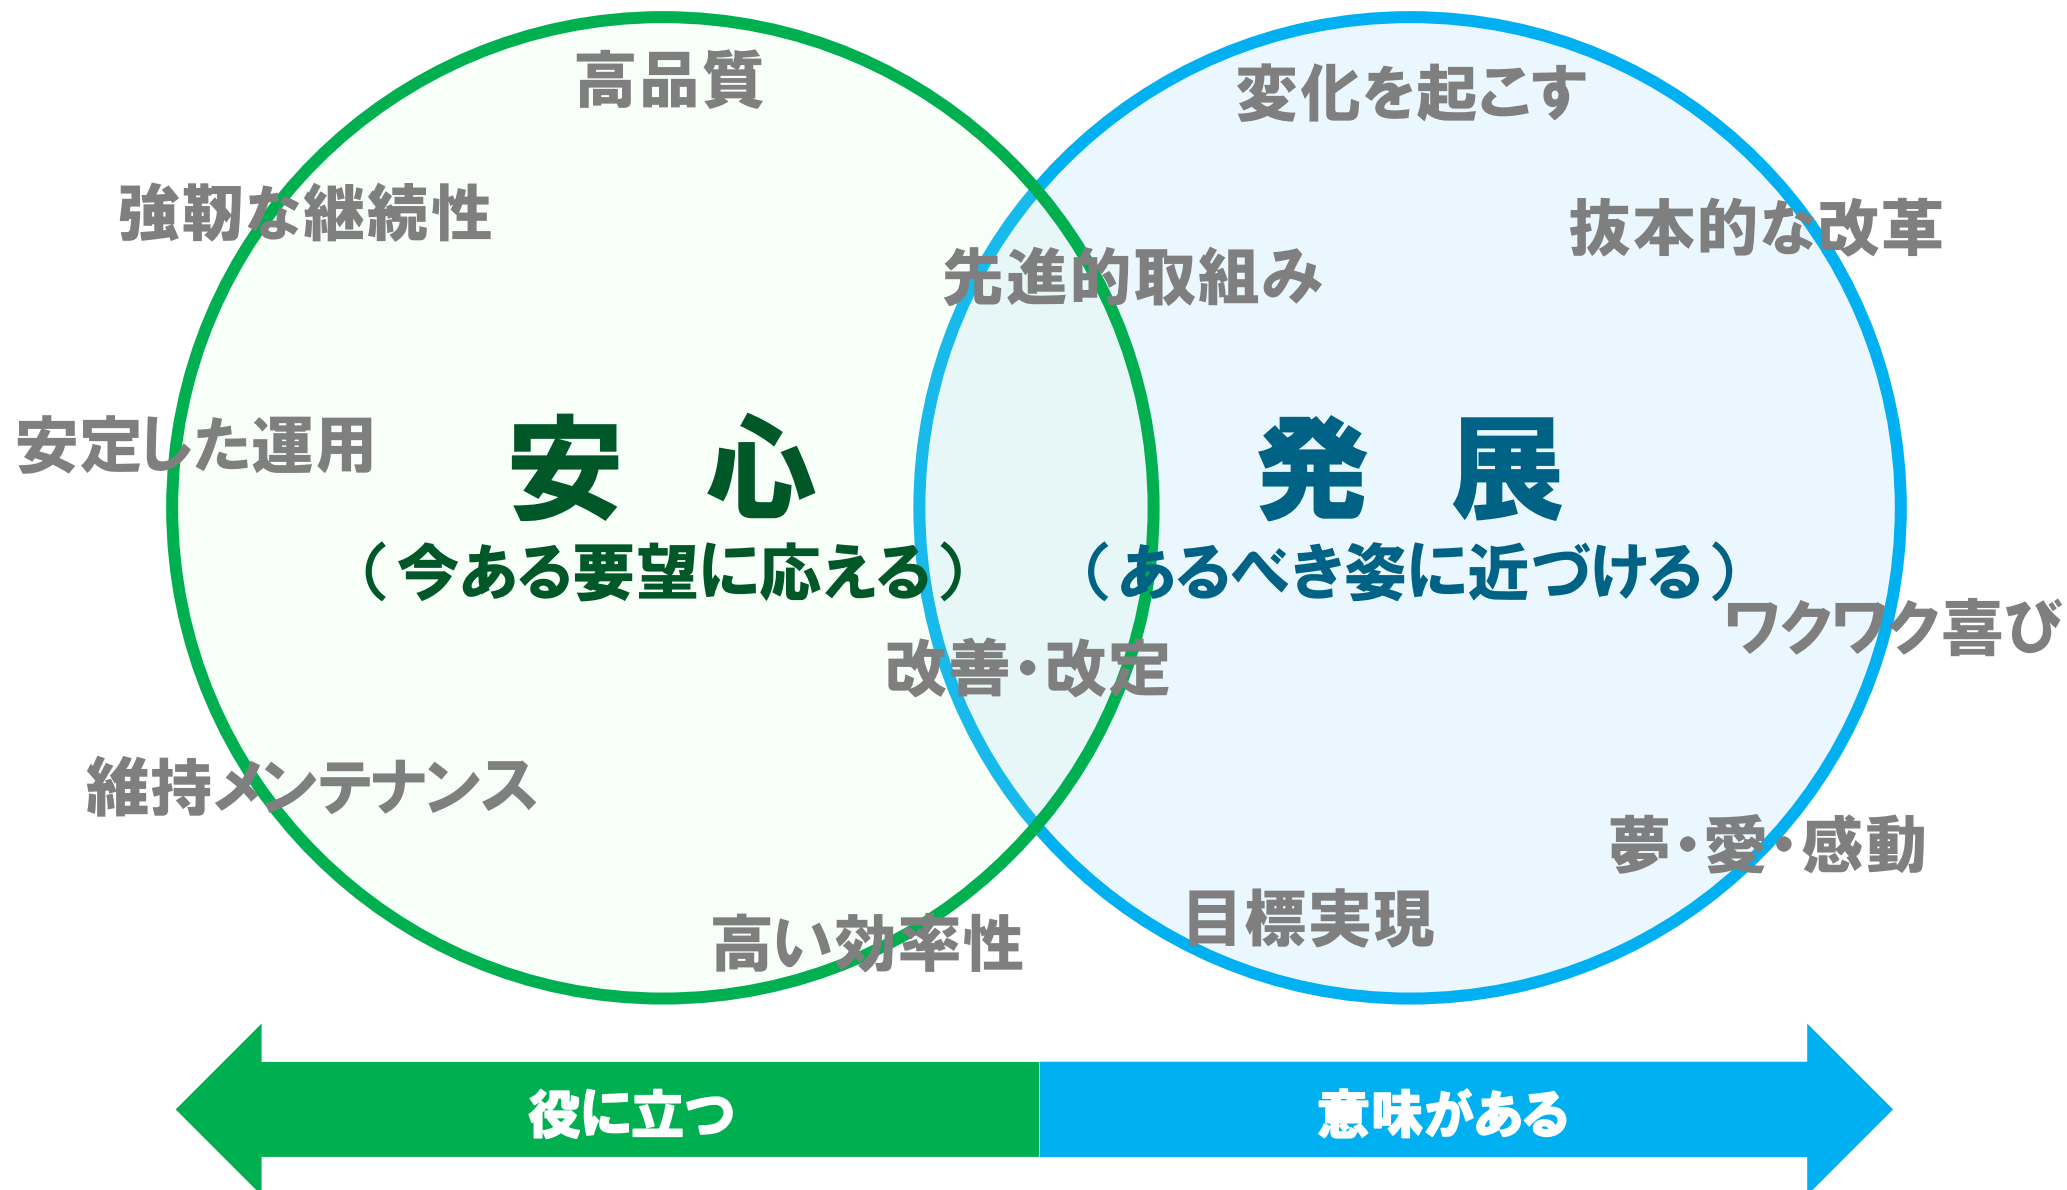 高品質
変化を起こす
強靭な継続性
抜本的な改革
先進的取組み
安定した運用
安 心
発 展
（今ある要望に応える）
（あるべき姿に近づける）
ワクワク喜び
改善・改定
維持メンテナンス
夢・愛・感動
目標実現
高い効率性
役に立つ
意味がある